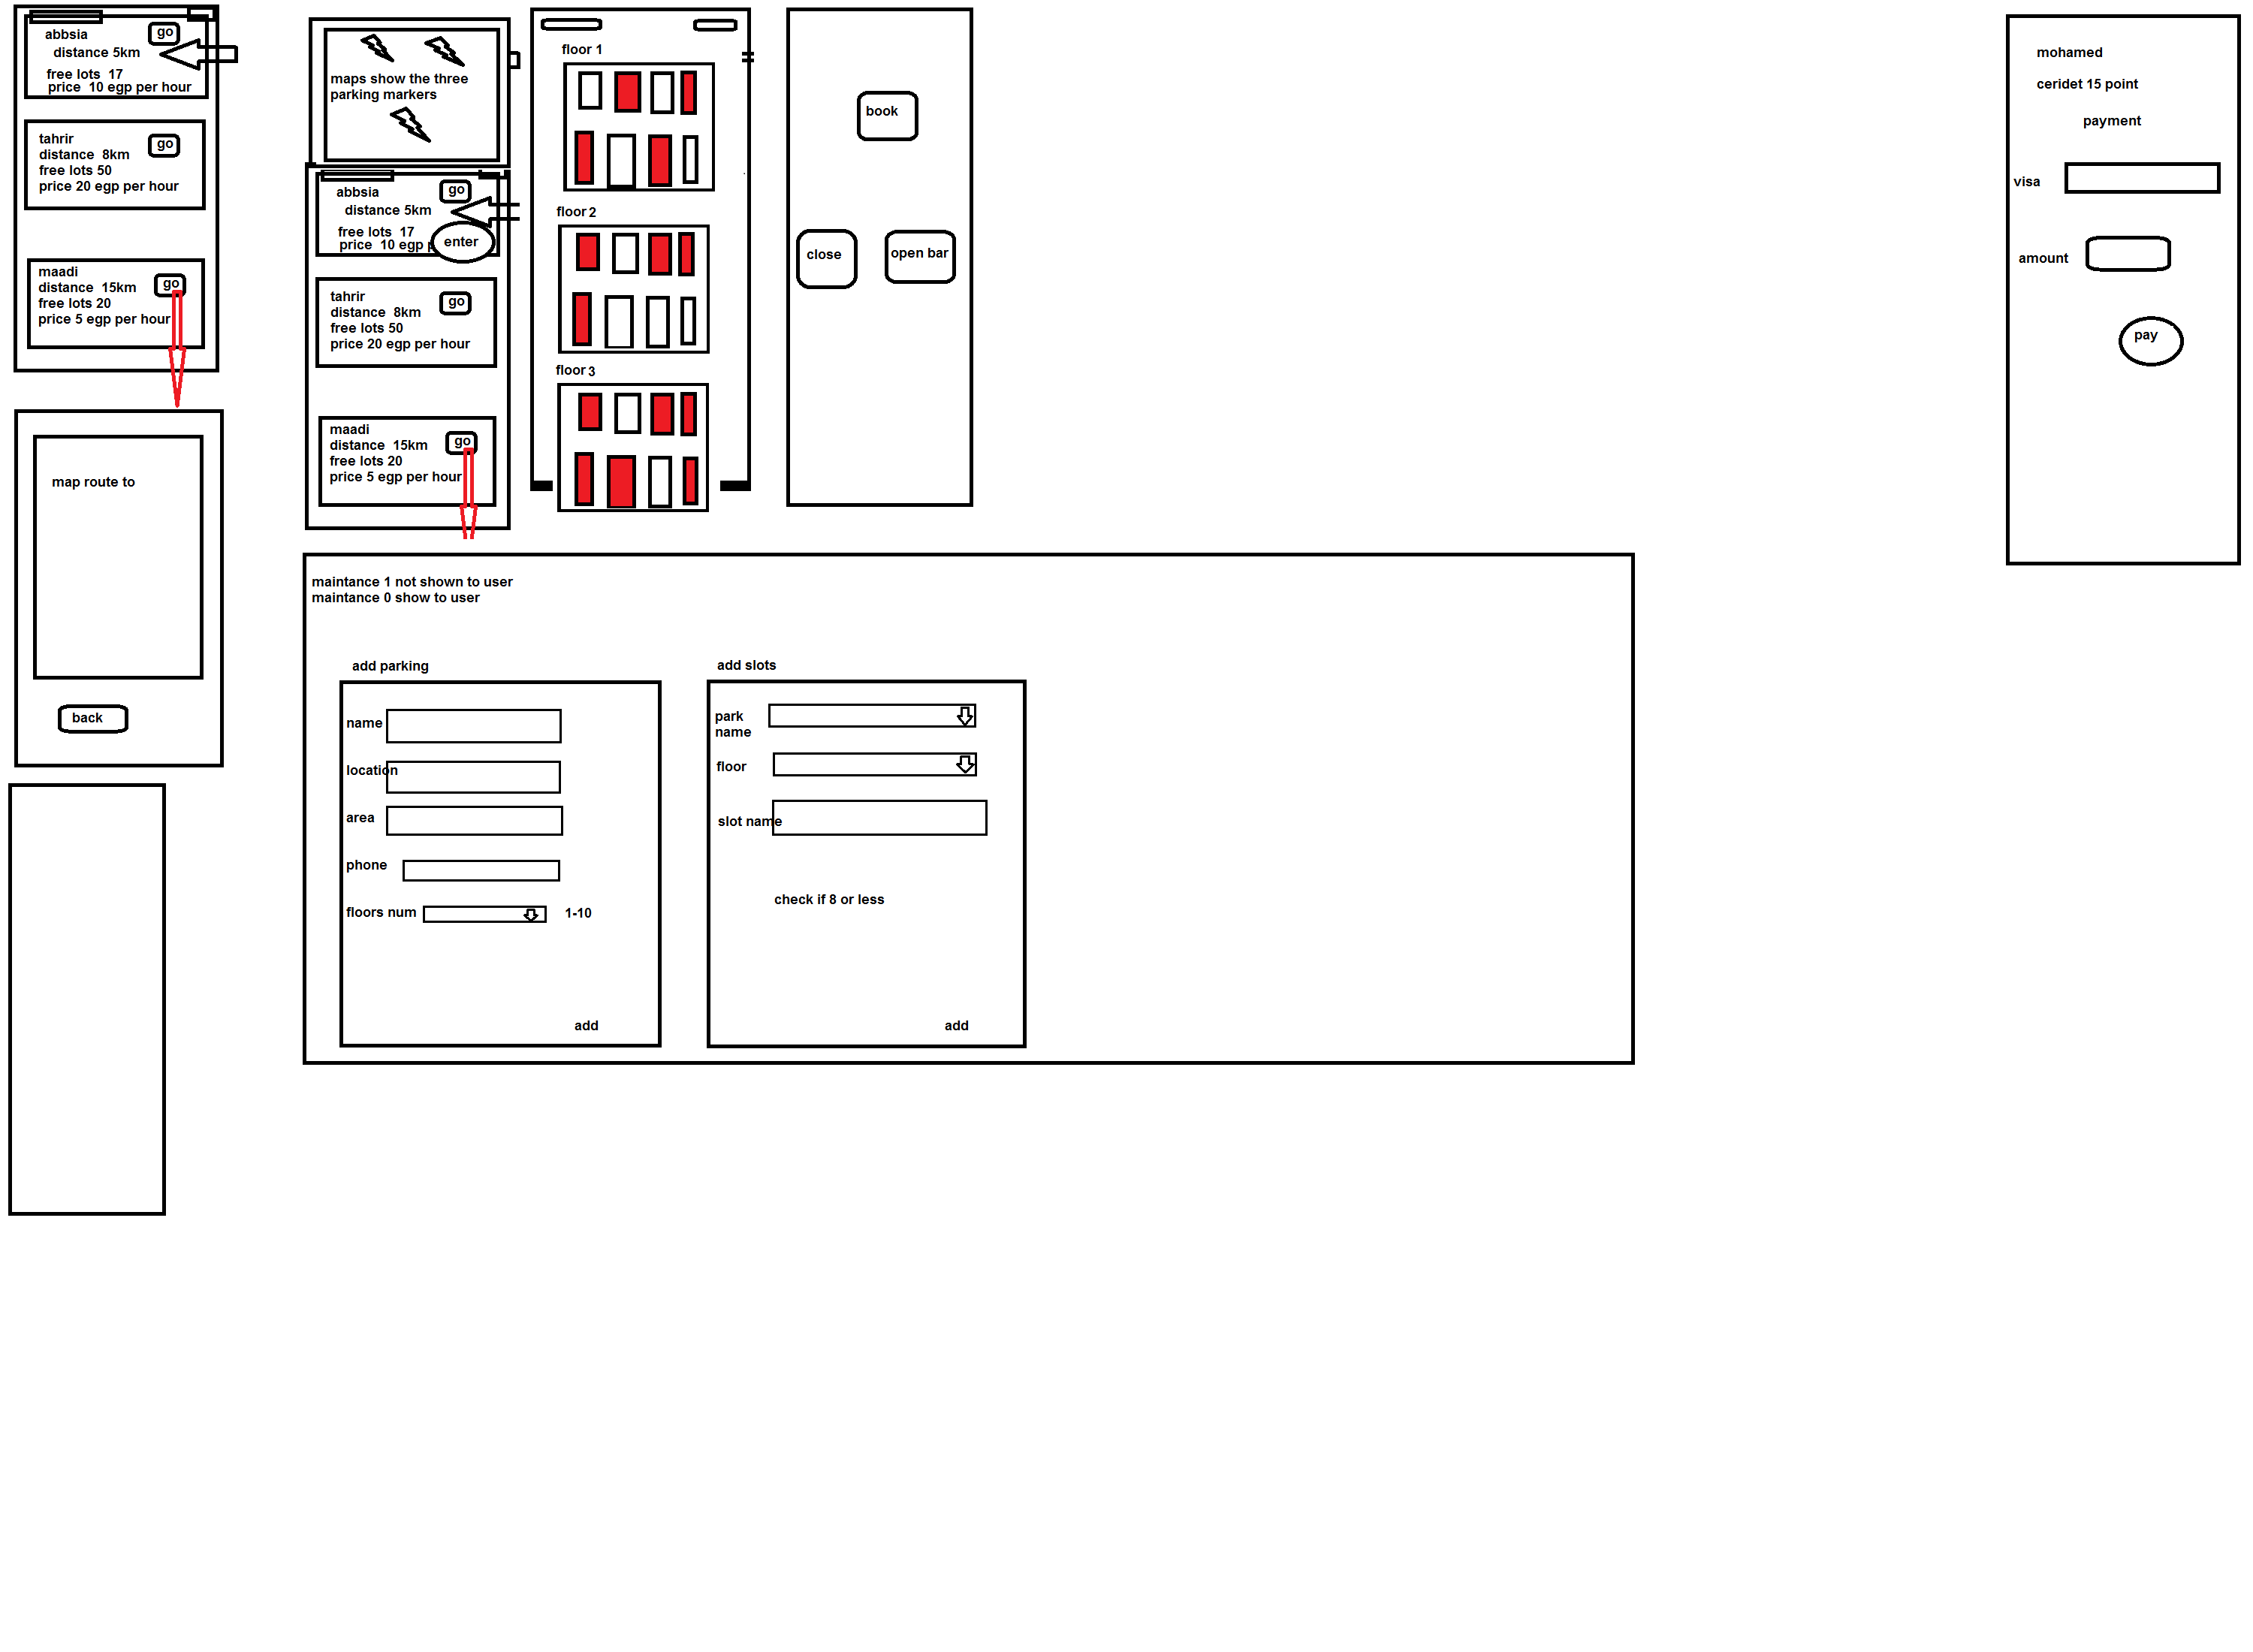 abbsia
go
distance 5km
free lots 17
price 10 egp per hour
tahrir
go
distance 8km
free lots 50
price 20 egp per hour
maadi
go
distance 15km
free lots 20
price 5 egp per hour
map route to
back
maps show the three
parking markers
abbsia
go
distance 5km
free lots 17
price 10 egp p
enter
tahrir
go
distance 8km
free lots 50
price 20 egp per hour
maadi
go
distance 15km
free lots 20
price 5 egp per hour
floor 1
floor 2
floor 3
book
close
open bar
mohamed
ceridet 15 point
payment
visa
amount
pay
maintance 1 not shown to user
maintance 0 show to user
add parking
name
location
area
phone
floors num
1-10
add
add slots
park
name
floor
slot name
check if 8 or less
add